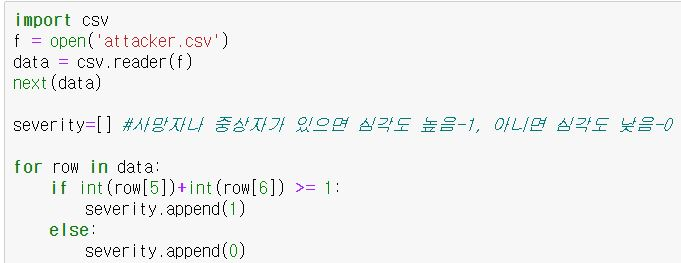 import csv
f = open('attacker.csv')
data = csv.reader(f)
next(data)

severity=[] #사망자나 중상자가 있으면 심각도 높음-1, 아니면 심각도 낮음-0

for row in data:
    if int(row[5])+int(row[6]) >= 1:
        severity.append(1)
    else:
        severity.append(0)